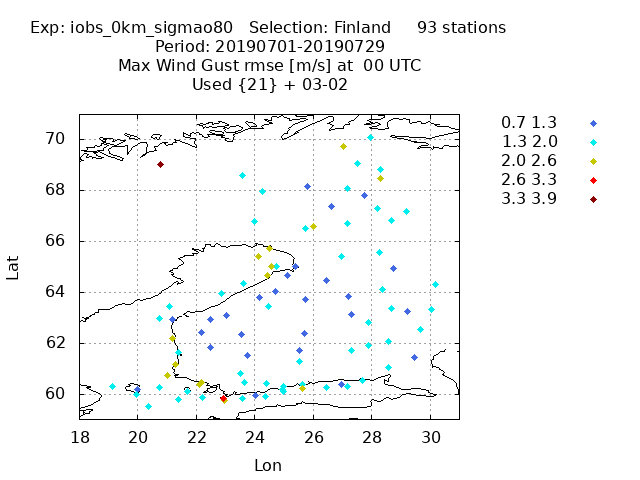 Exp: iobs_0km_sigmao80 Selection: Finland 93 stations
Period: 20190701-20190729
Max Wind Gust rmse [m/s] at 00 UTC
Used {21} + 03-02
0.7 1.3
1.3 2.0
2.0 2.6
2.6 3.3
3.3 3.9
70
68
66
64
62
60
Lat
18 20 22 24 26 28 30
Lon